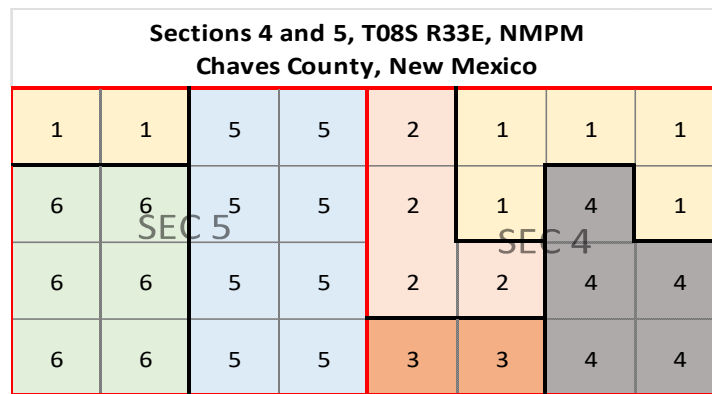 Sections 4 and 5, T08S R33E, NMPM
Chaves County, New Mexico
1 1 5 5 2 1 1 1
6 6 5 5 2 1 4 1
SEC 5 SEC 4
6 6 5 5 2 2 4 4
6 6 5 5 3 3 4 4